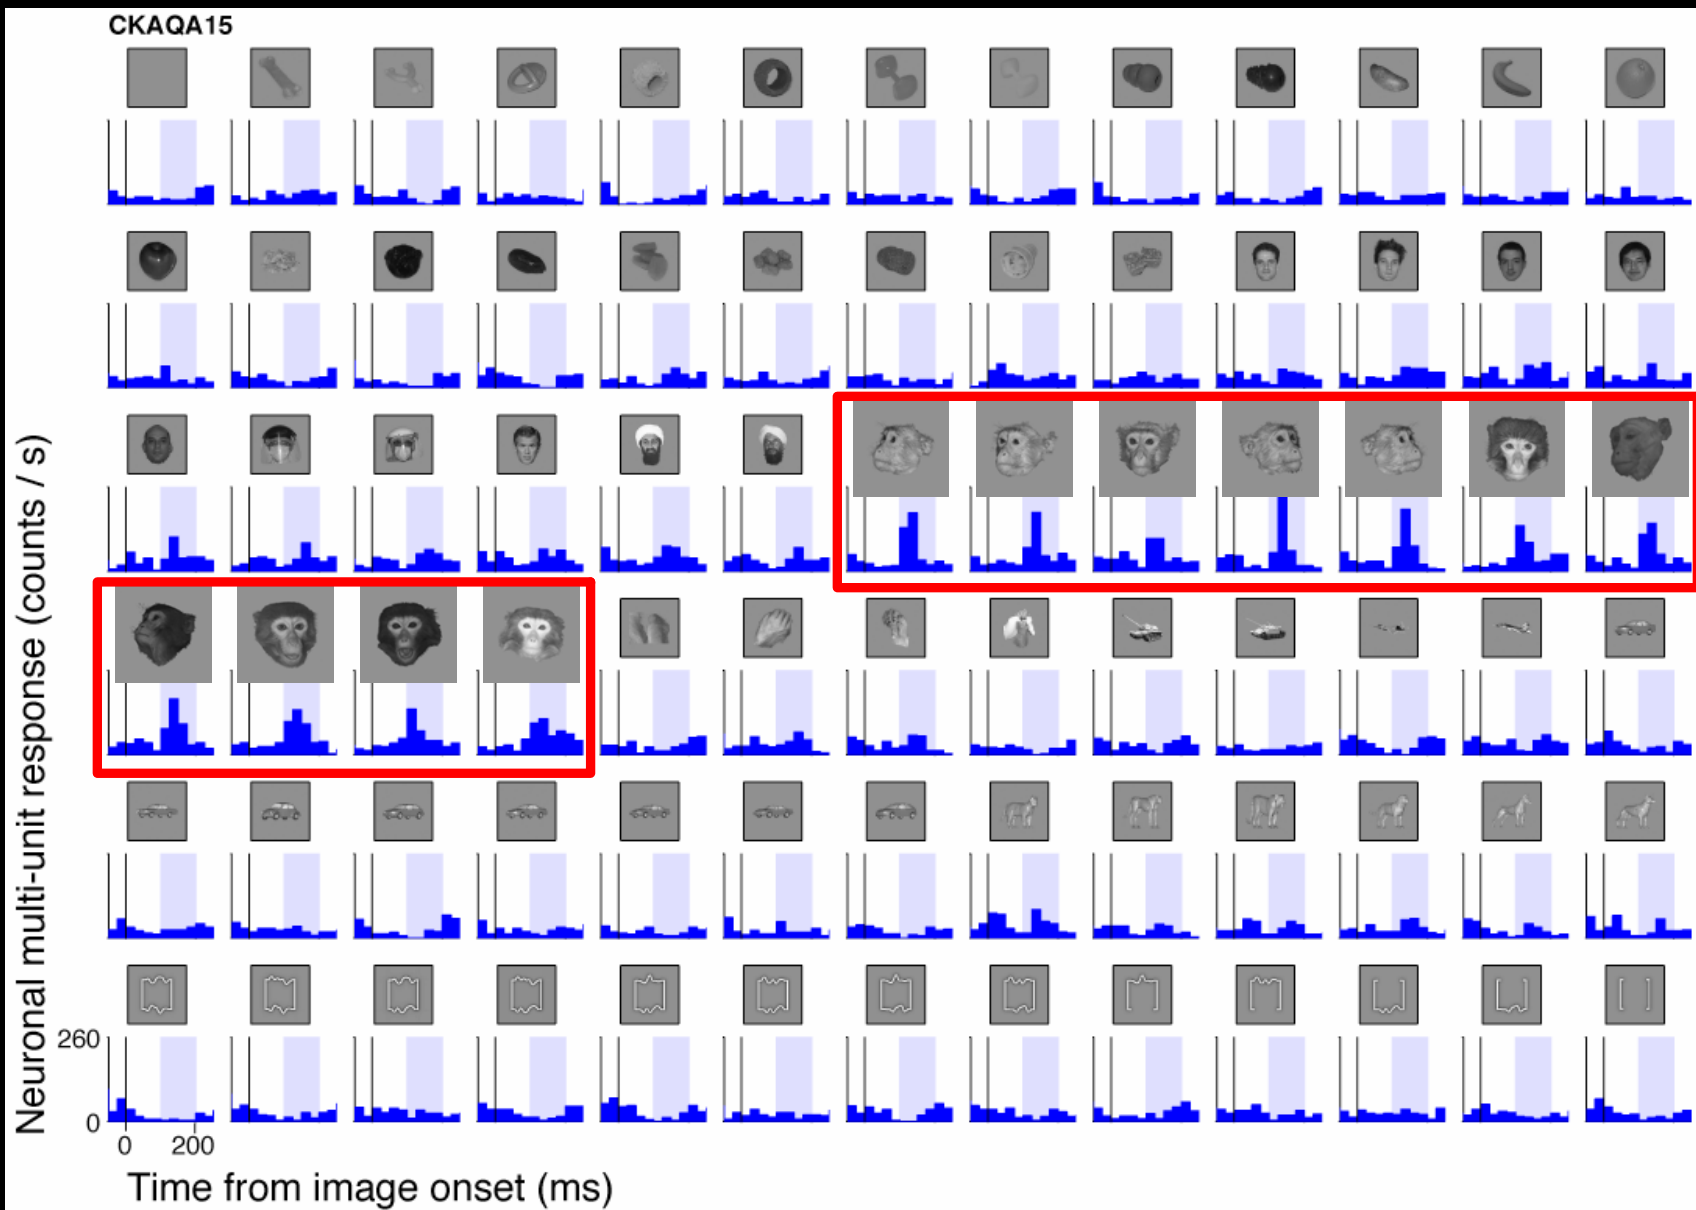 CKAQA15
Neuronal multi-unit response (counts / s)
260
0
0 200
Time from image onset (ms)